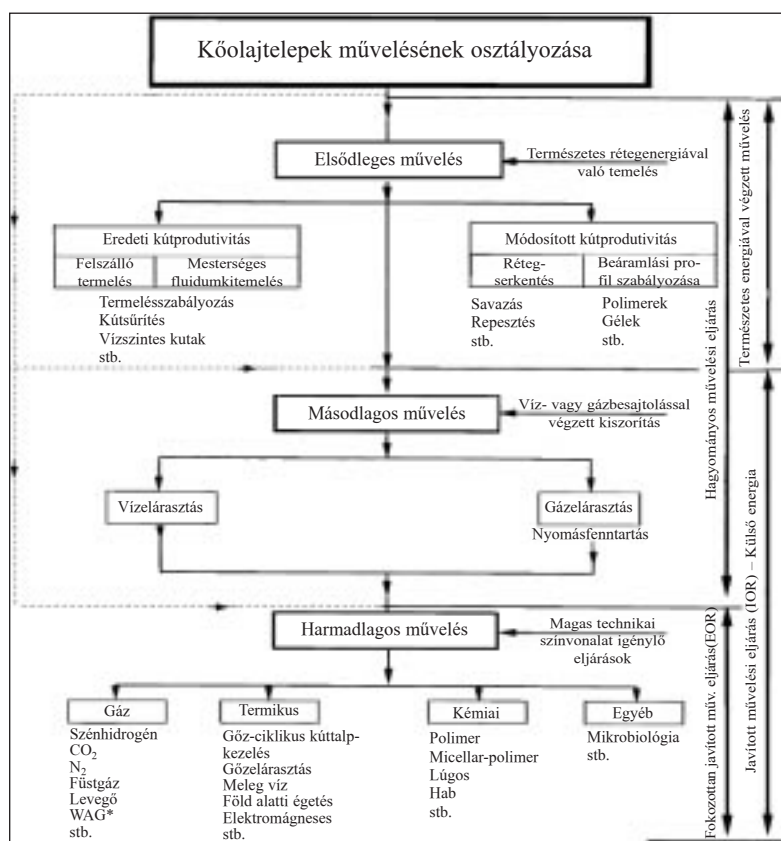 Kőolajtelepek művelésének osztályozása
Elsődleges művelés
Természetes rétegenergiával
való temelés
Eredeti kútprodutivitás
Felszálló
termelés
Mesterséges
fluidumkitemelés
Termelésszabályozás
Kútsűrítés
Vízszintes kutak
stb.
Módosított kútprodutivitás
Réteg-
serkentés
Beáramlási pro-
fil szabályozása
Savazás
Repesztés
stb.
Polimerek
Gélek
stb.
Másodlagos művelés
Víz- vagy gázbesajtolással
végzett kiszorítás
Vízelárasztás
Gázelárasztás
Nyomásfenntartás
Harmadlagos művelés
Magas technikai
színvonalat igénylő
eljárások
Gáz
Szénhidrogén
CO₂
N₂
Füstgáz
Levegő
WAG*
stb.
Termikus
Gőz-ciklikus kúttalp-
kezelés
Gőzelárasztás
Meleg víz
Föld alatti égetés
Elektromágneses
stb.
Kémiai
Polimer
Micellar-polimer
Lúgos
Hab
stb.
Egyéb
Mikrobiológia
stb.
Hagyományos művelési eljárás
Természetes energiával végzett művelés
Fokozottan javított műv. eljárás(EOR)
Javított művelési eljárás (IOR) – Külső energia